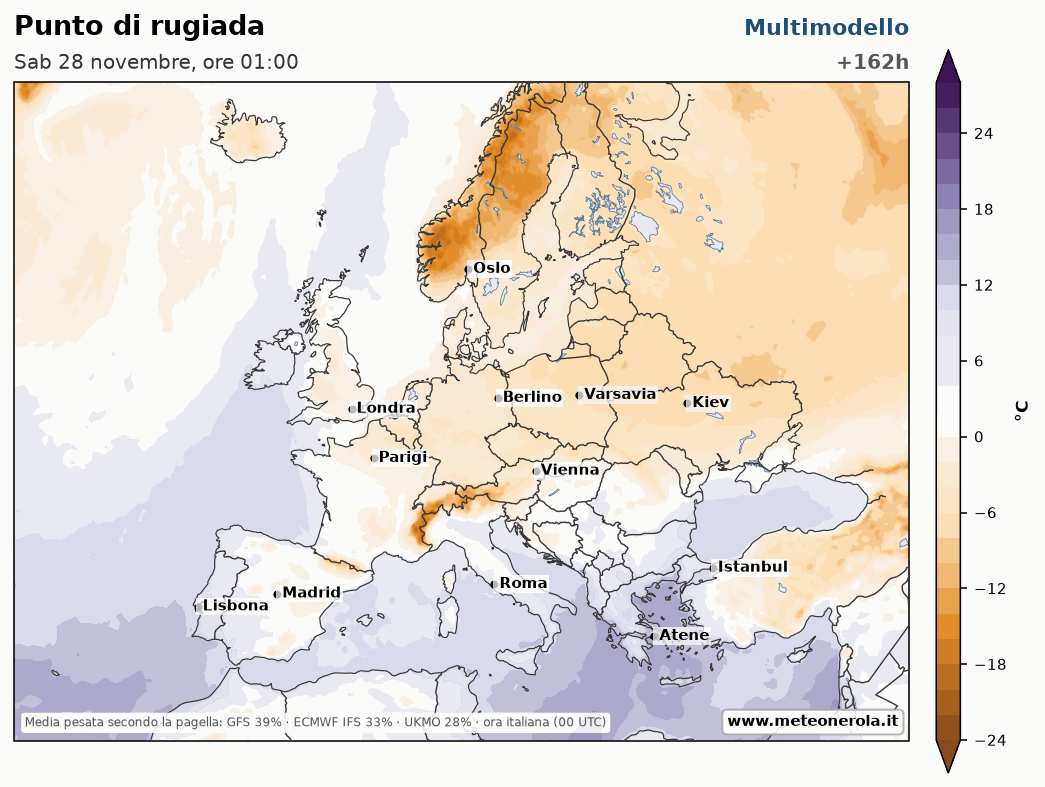 Punto di rugiada
Multimodello
Sab 28 novembre, ore 01:00
+162h
24
18
12
6
0
−6
−12
−18
−24
°C
Oslo
Berlino
Varsavia
Kiev
Londra
Parigi
Vienna
Istanbul
Roma
Madrid
Lisbona
Atene
Media pesata secondo la pagella: GFS 39% · ECMWF IFS 33% · UKMO 28% · ora italiana (00 UTC)
www.meteonerola.it